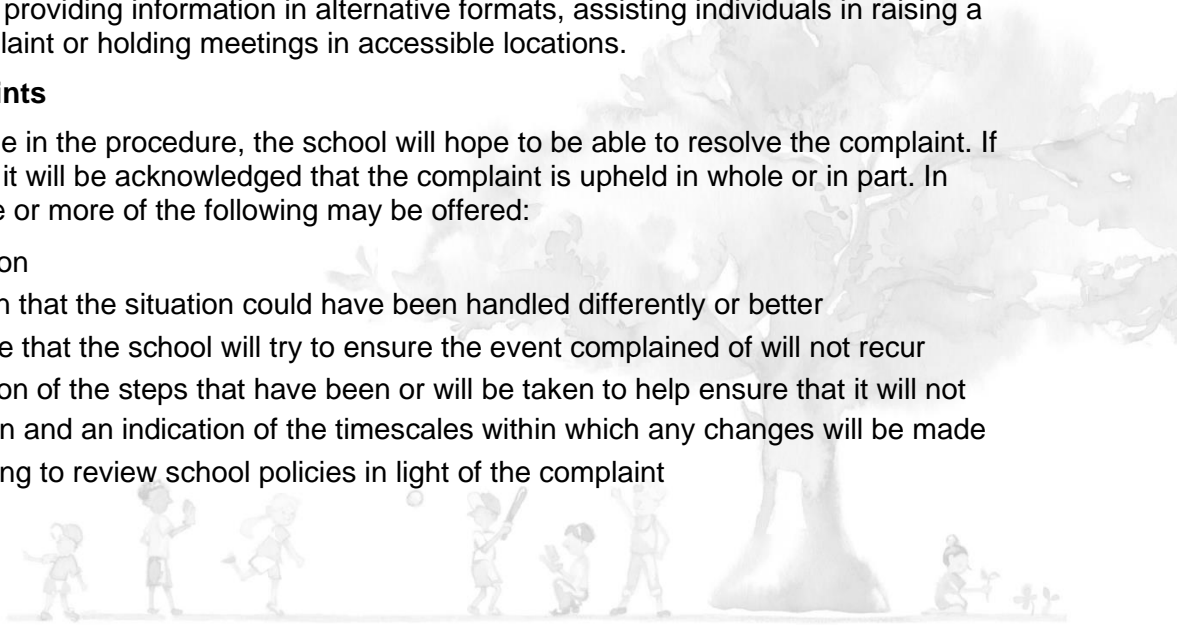 providing information in alternative formats, assisting individuals in raising a
laint or holding meetings in accessible locations.
ints
e in the procedure, the school will hope to be able to resolve the complaint. If
it will be acknowledged that the complaint is upheld in whole or in part. In
e or more of the following may be offered:
on
n that the situation could have been handled differently or better
e that the school will try to ensure the event complained of will not recur
on of the steps that have been or will be taken to help ensure that it will not
n and an indication of the timescales within which any changes will be made
ng to review school policies in light of the complaint